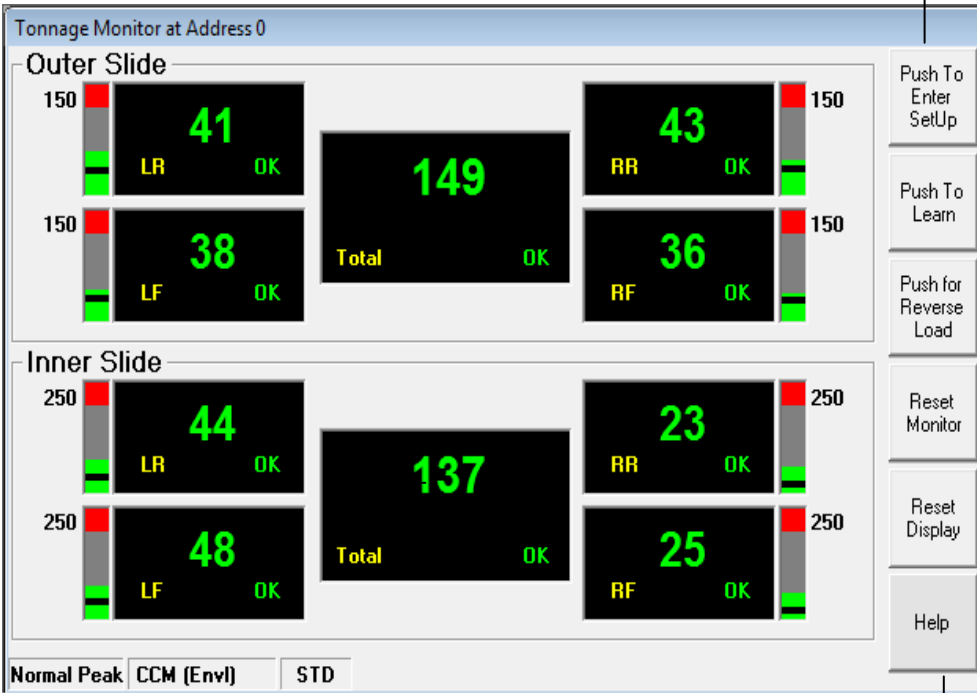 Tonnage Monitor at Address 0
Outer Slide
150
41
LR OK
43
RR OK
150
149
Total OK
150
38
LF OK
36
RF OK
150
Inner Slide
250
44
LR OK
23
RR OK
250
137
Total OK
250
48
LF OK
25
RF OK
250
Normal Peak
CCM (Envl)
STD
Push To
Enter
SetUp
Push To
Learn
Push for
Reverse
Load
Reset
Monitor
Reset
Display
Help